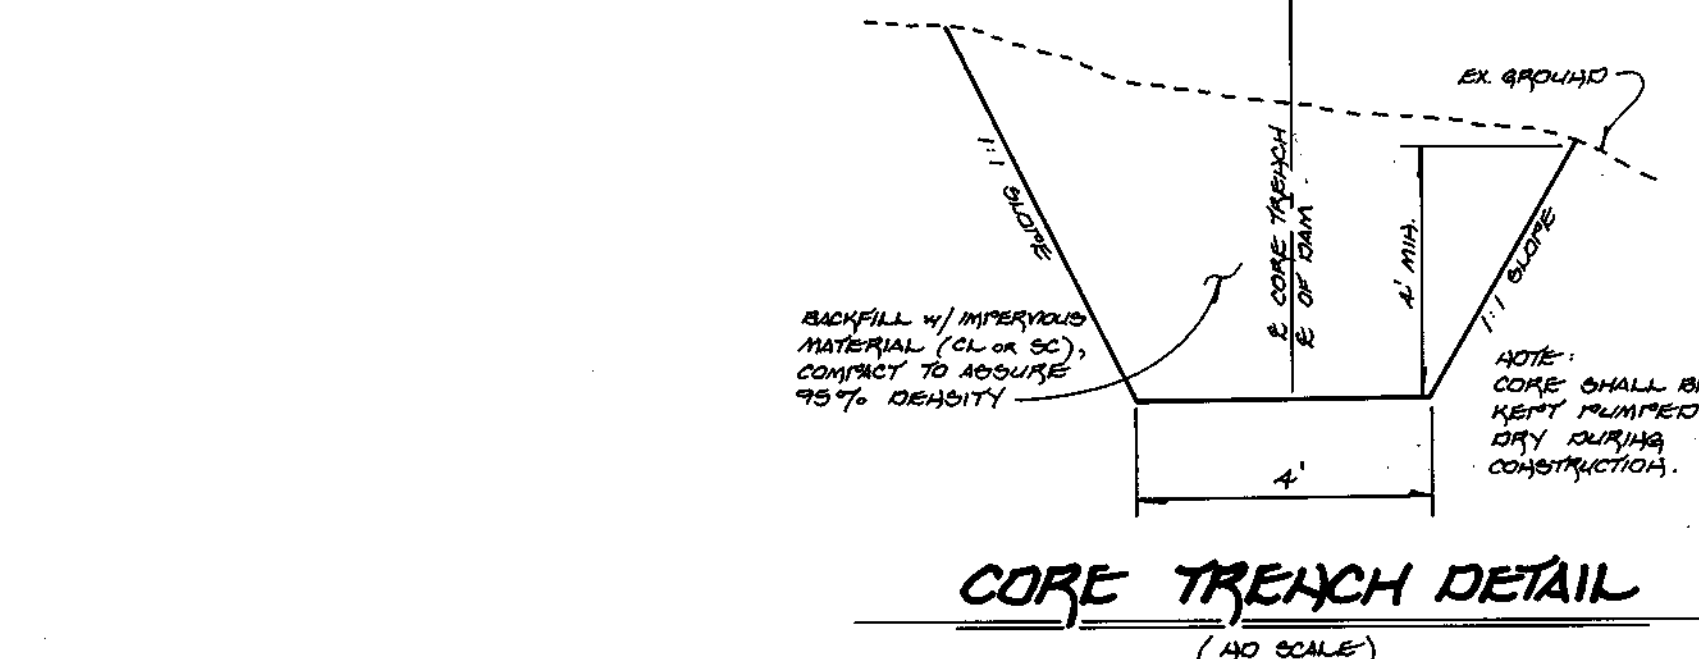 EX. GROUND
1:1 SLOPE
℄ CORE TRENCH
℄ OF DAM
4' MIN.
1:1 SLOPE
BACKFILL W/ IMPERVIOUS
MATERIAL (CL OR SC),
COMPACT TO ASSURE
95% DENSITY
NOTE:
CORE SHALL BE
KEPT PUMPED
DRY DURING
CONSTRUCTION.
4'
CORE TRENCH DETAIL
(NO SCALE)